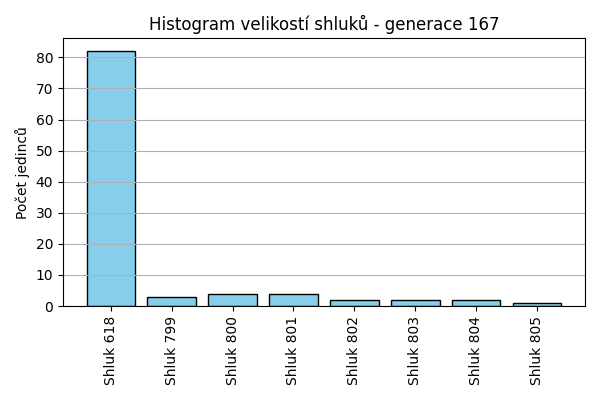 Histogram velikostí shluků - generace 167
Počet jedinců
80
70
60
50
40
30
20
10
0
Shluk 618
Shluk 799
Shluk 800
Shluk 801
Shluk 802
Shluk 803
Shluk 804
Shluk 805